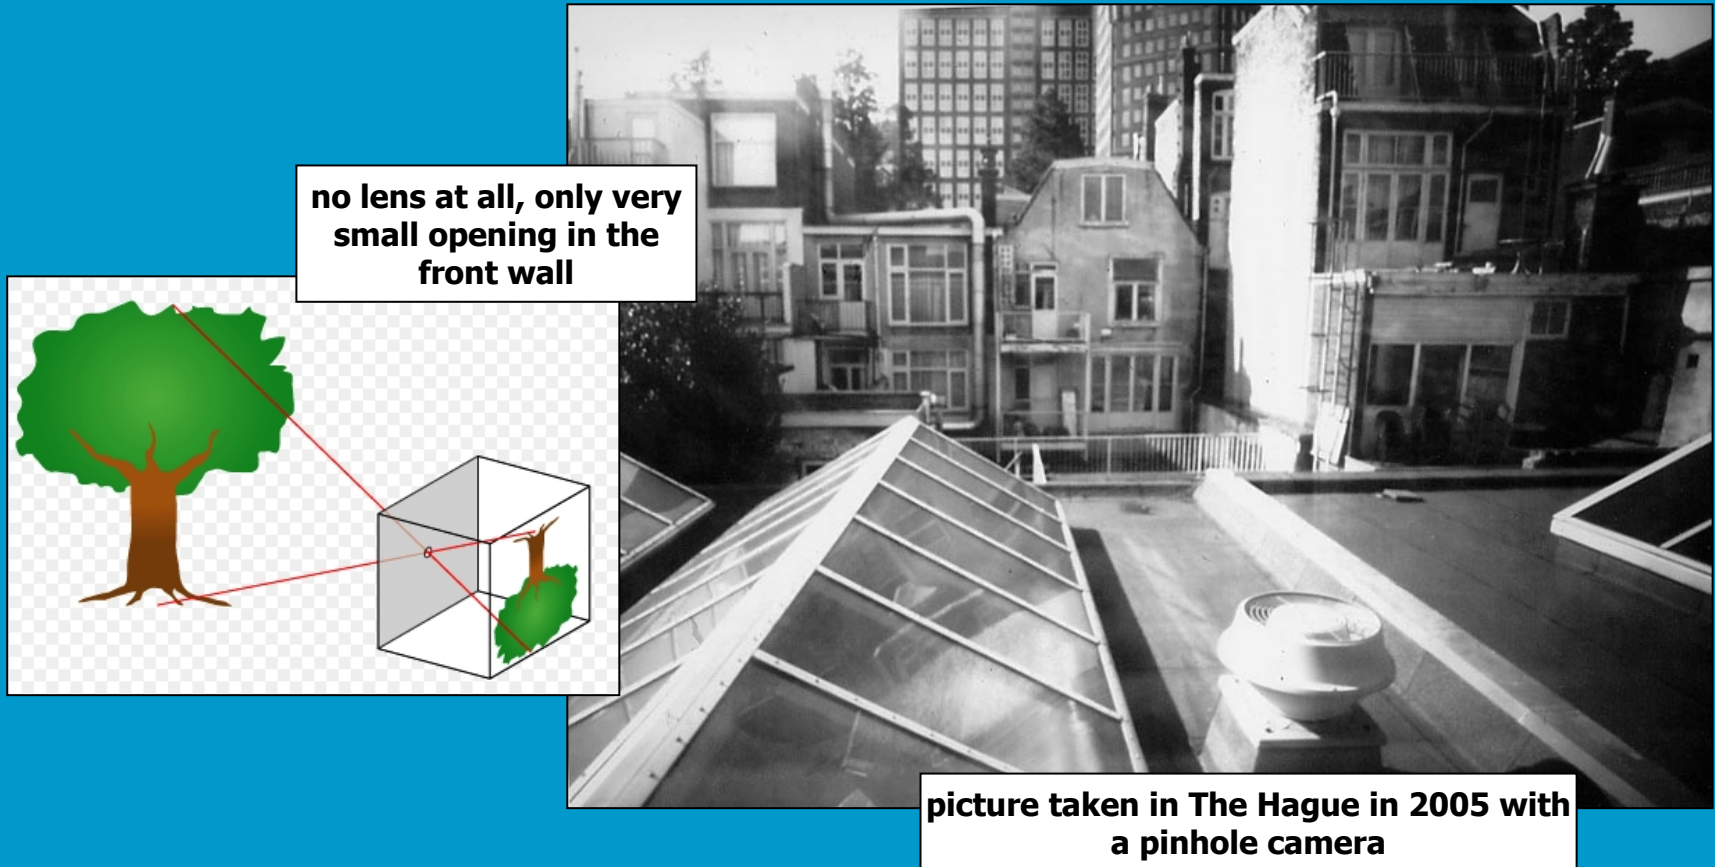 no lens at all, only very
small opening in the
front wall
picture taken in The Hague in 2005 with
a pinhole camera